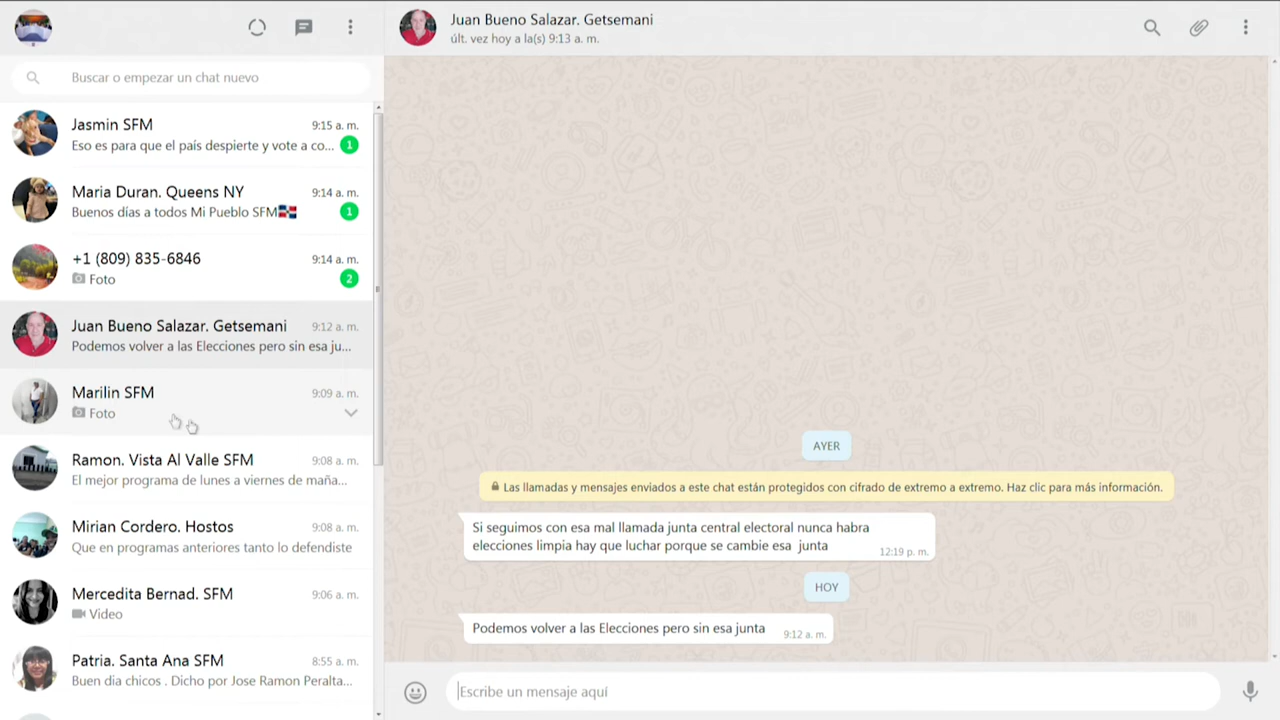 Buscar o empezar un chat nuevo
Jasmin SFM 9:15 a. m.
Eso es para que el país despierte y vote a co... 1
Maria Duran. Queens NY 9:14 a. m.
Buenos días a todos Mi Pueblo SFM🇩🇴 1
+1 (809) 835-6846 9:14 a. m.
Foto 2
Juan Bueno Salazar. Getsemani 9:12 a. m.
Podemos volver a las Elecciones pero sin esa ju...
Marilin SFM 9:09 a. m.
Foto
Ramon. Vista Al Valle SFM 9:08 a. m.
El mejor programa de lunes a viernes de maña...
Mirian Cordero. Hostos 9:08 a. m.
Que en programas anteriores tanto lo defendiste
Mercedita Bernad. SFM 9:06 a. m.
Video
Patria. Santa Ana SFM 8:55 a. m.
Buen dia chicos . Dicho por Jose Ramon Peralta...
Juan Bueno Salazar. Getsemani
últ. vez hoy a la(s) 9:13 a. m.
AYER
Las llamadas y mensajes enviados a este chat están protegidos con cifrado de extremo a extremo. Haz clic para más información.
Si seguimos con esa mal llamada junta central electoral nunca habra
elecciones limpia hay que luchar porque se cambie esa junta
12:19 p. m.
HOY
Podemos volver a las Elecciones pero sin esa junta 9:12 a. m.
Escribe un mensaje aquí